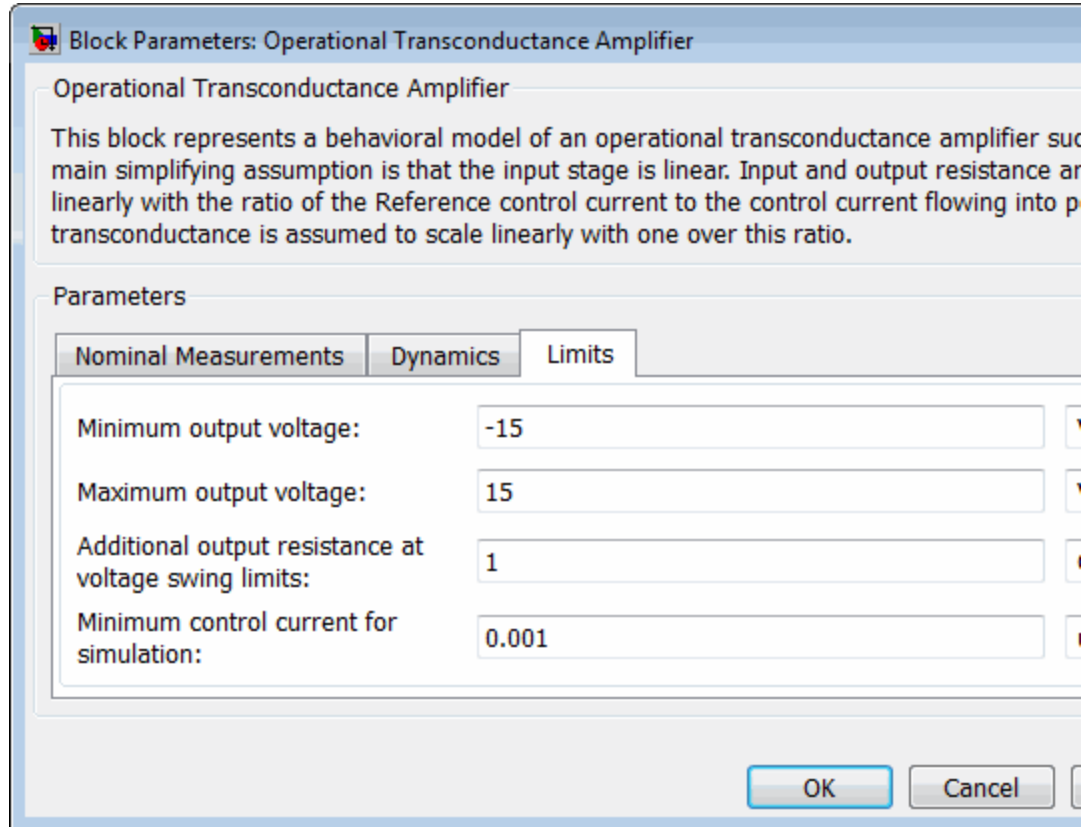 Block Parameters: Operational Transconductance Amplifier
Operational Transconductance Amplifier
This block represents a behavioral model of an operational transconductance amplifier
main simplifying assumption is that the input stage is linear. Input and output resistance
linearly with the ratio of the Reference control current to the control current flowing into
transconductance is assumed to scale linearly with one over this ratio.
Parameters
Nominal Measurements Dynamics Limits
Minimum output voltage: -15
Maximum output voltage: 15
Additional output resistance at
voltage swing limits: 1
Minimum control current for
simulation: 0.001
OK Cancel